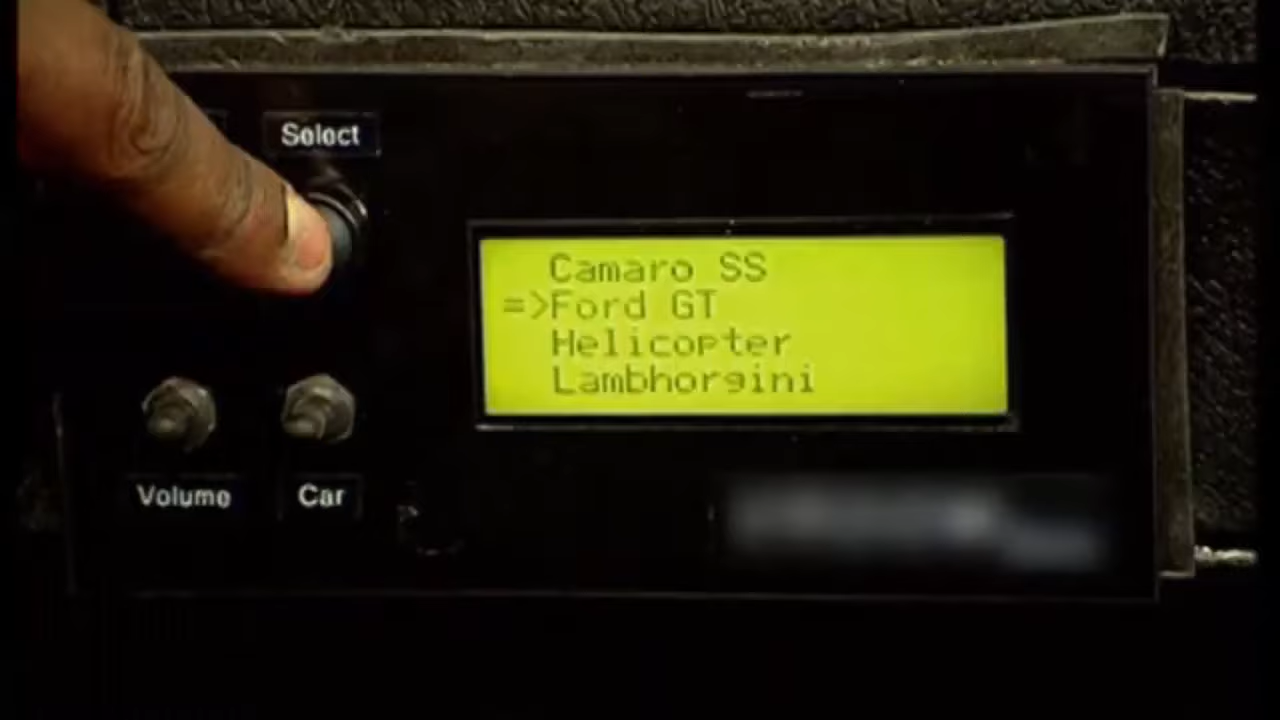 Select
Camaro SS
=>Ford GT
Helicopter
Lambhorgini
Volume
Car